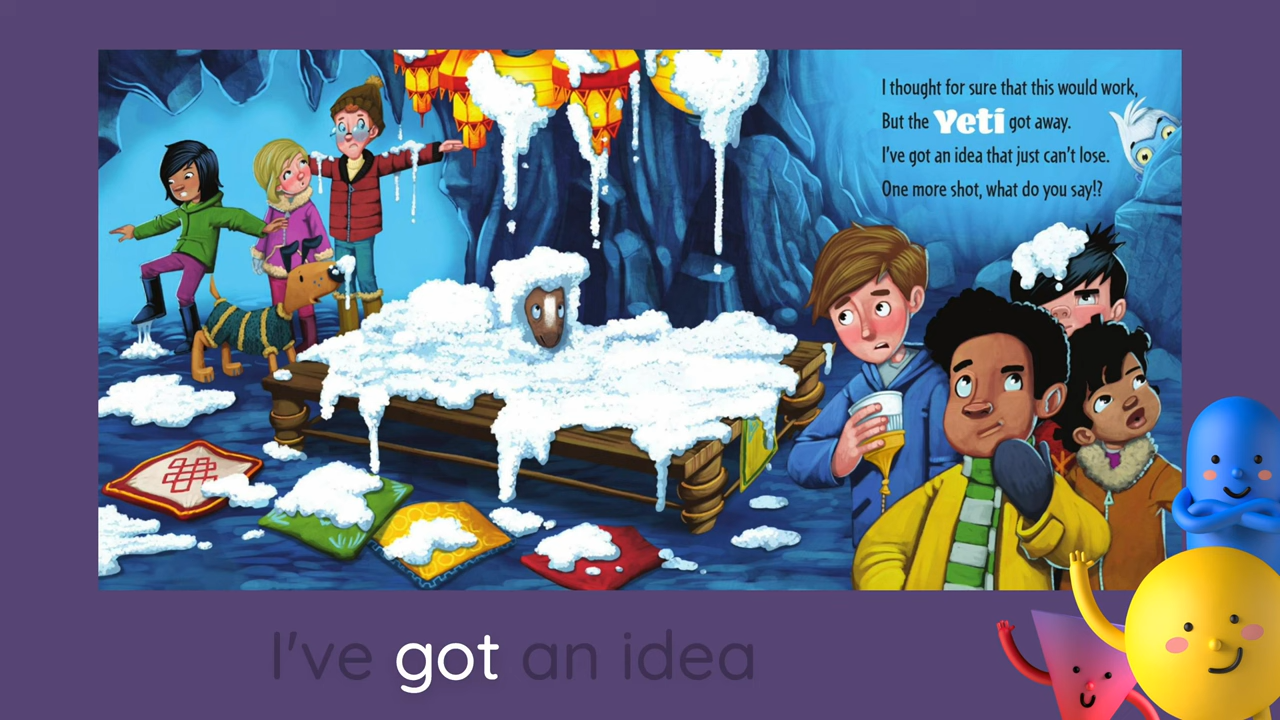 I thought for sure that this would work,
But the Yeti got away.
I've got an idea that just can't lose.
One more shot, what do you say!?
I've got an idea